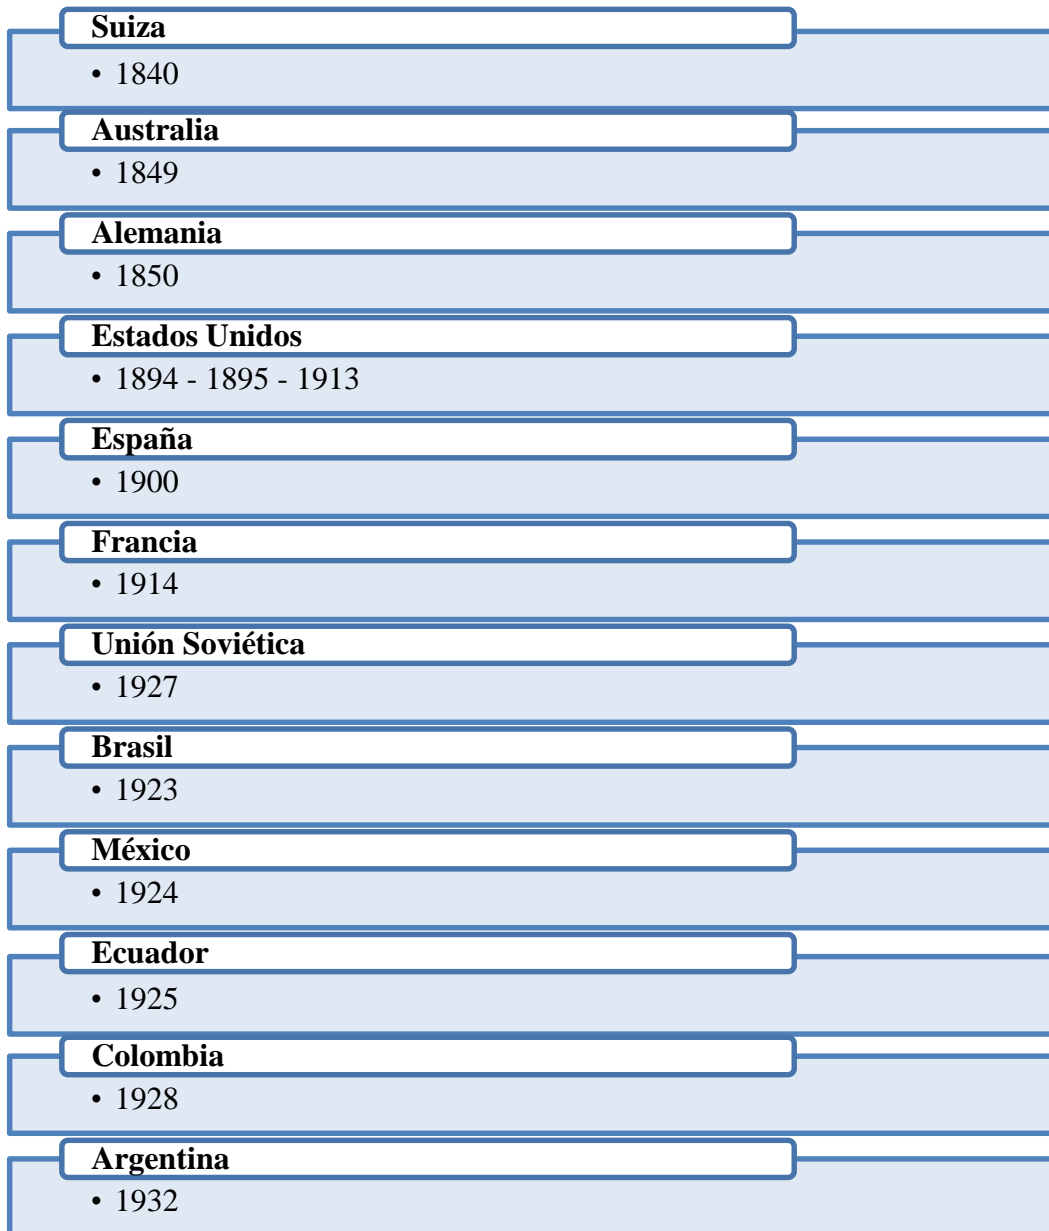 Suiza
• 1840
Australia
• 1849
Alemania
• 1850
Estados Unidos
• 1894 - 1895 - 1913
España
• 1900
Francia
• 1914
Unión Soviética
• 1927
Brasil
• 1923
México
• 1924
Ecuador
• 1925
Colombia
• 1928
Argentina
• 1932